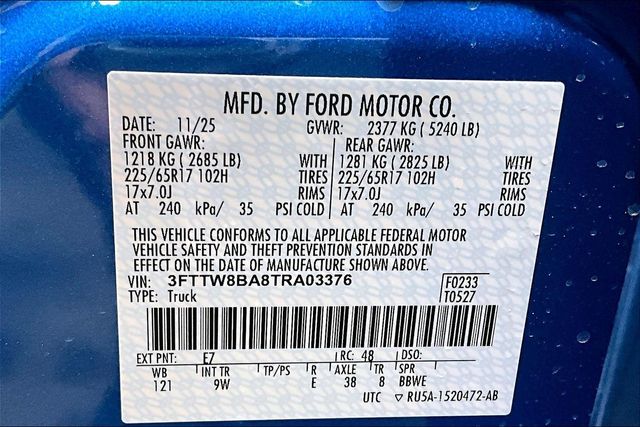 MFD. BY FORD MOTOR CO.
DATE: 11/25 GVWR: 2377 KG ( 5240 LB)
FRONT GAWR: REAR GAWR:
1218 KG ( 2685 LB) WITH 1281 KG ( 2825 LB) WITH
225/65R17 102H TIRES 225/65R17 102H TIRES
17x7.0J RIMS 17x7.0J RIMS
AT 240 kPa/ 35 PSI COLD AT 240 kPa/ 35 PSI COLD
THIS VEHICLE CONFORMS TO ALL APPLICABLE FEDERAL MOTOR
VEHICLE SAFETY AND THEFT PREVENTION STANDARDS IN
EFFECT ON THE DATE OF MANUFACTURE SHOWN ABOVE.
VIN: 3FTTW8BA8TRA03376 F0233
TYPE: Truck T0527
EXT PNT: E7 RC: 48 DSO:
WB INT TR TP/PS R AXLE TR SPR
121 9W E 38 8 BBWE
UTC ▽ RU5A-1520472-AB